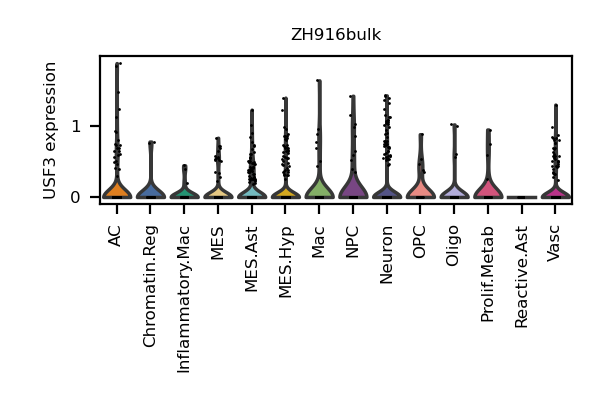 ZH916bulk
USF3 expression
1
0
AC
Chromatin.Reg
Inflammatory.Mac
MES
MES.Ast
MES.Hyp
Mac
NPC
Neuron
OPC
Oligo
Prolif.Metab
Reactive.Ast
Vasc